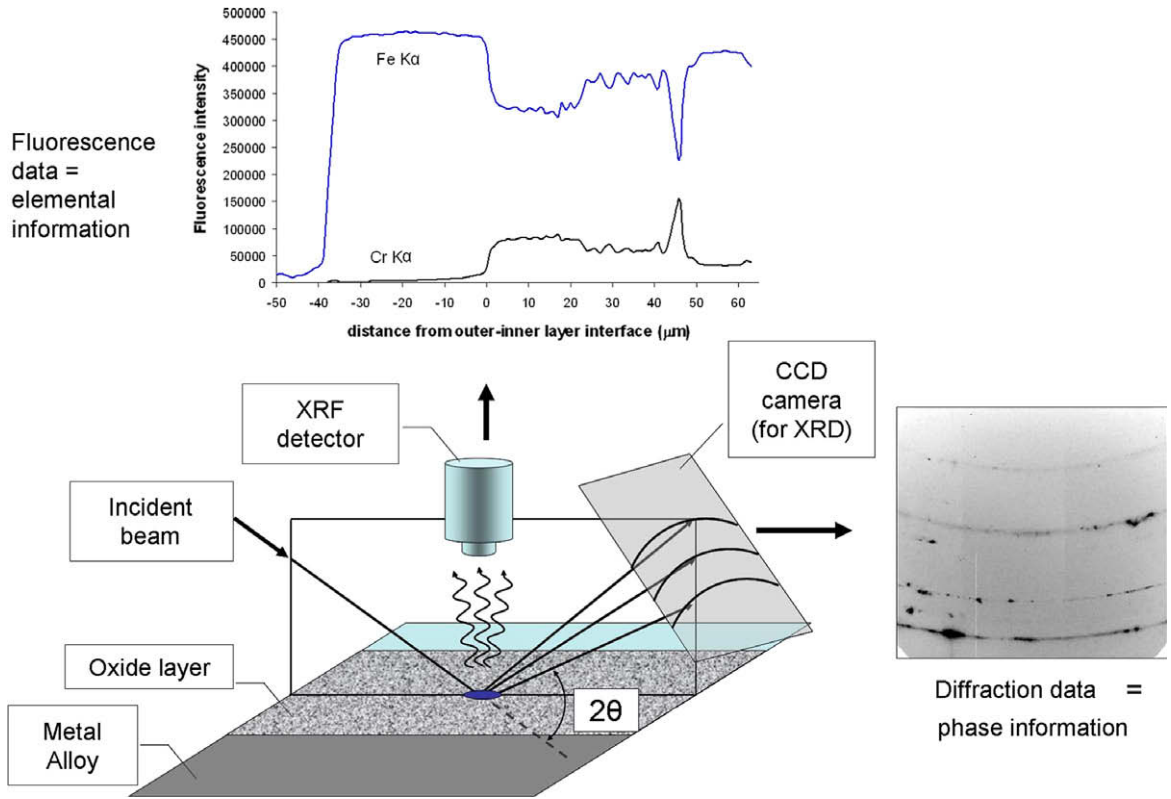 500000
450000
400000
350000
300000
250000
200000
150000
100000
50000
0
Fluorescence intensity
Fe Kα
Cr Kα
-50 -40 -30 -20 -10 0 10 20 30 40 50 60
distance from outer-inner layer interface (μm)
Fluorescence
data =
elemental
information
XRF
detector
CCD
camera
(for XRD)
Incident
beam
Oxide layer
Metal
Alloy
2θ
Diffraction data =
phase information